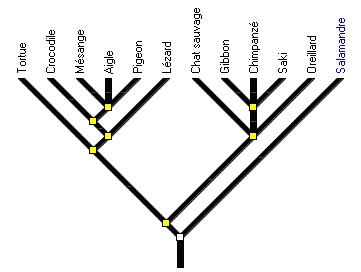 Tortue
Crocodile
Mésange
Aigle
Pigeon
Lézard
Chat sauvage
Gibbon
Chimpanzé
Saki
Oreillard
Salamandre